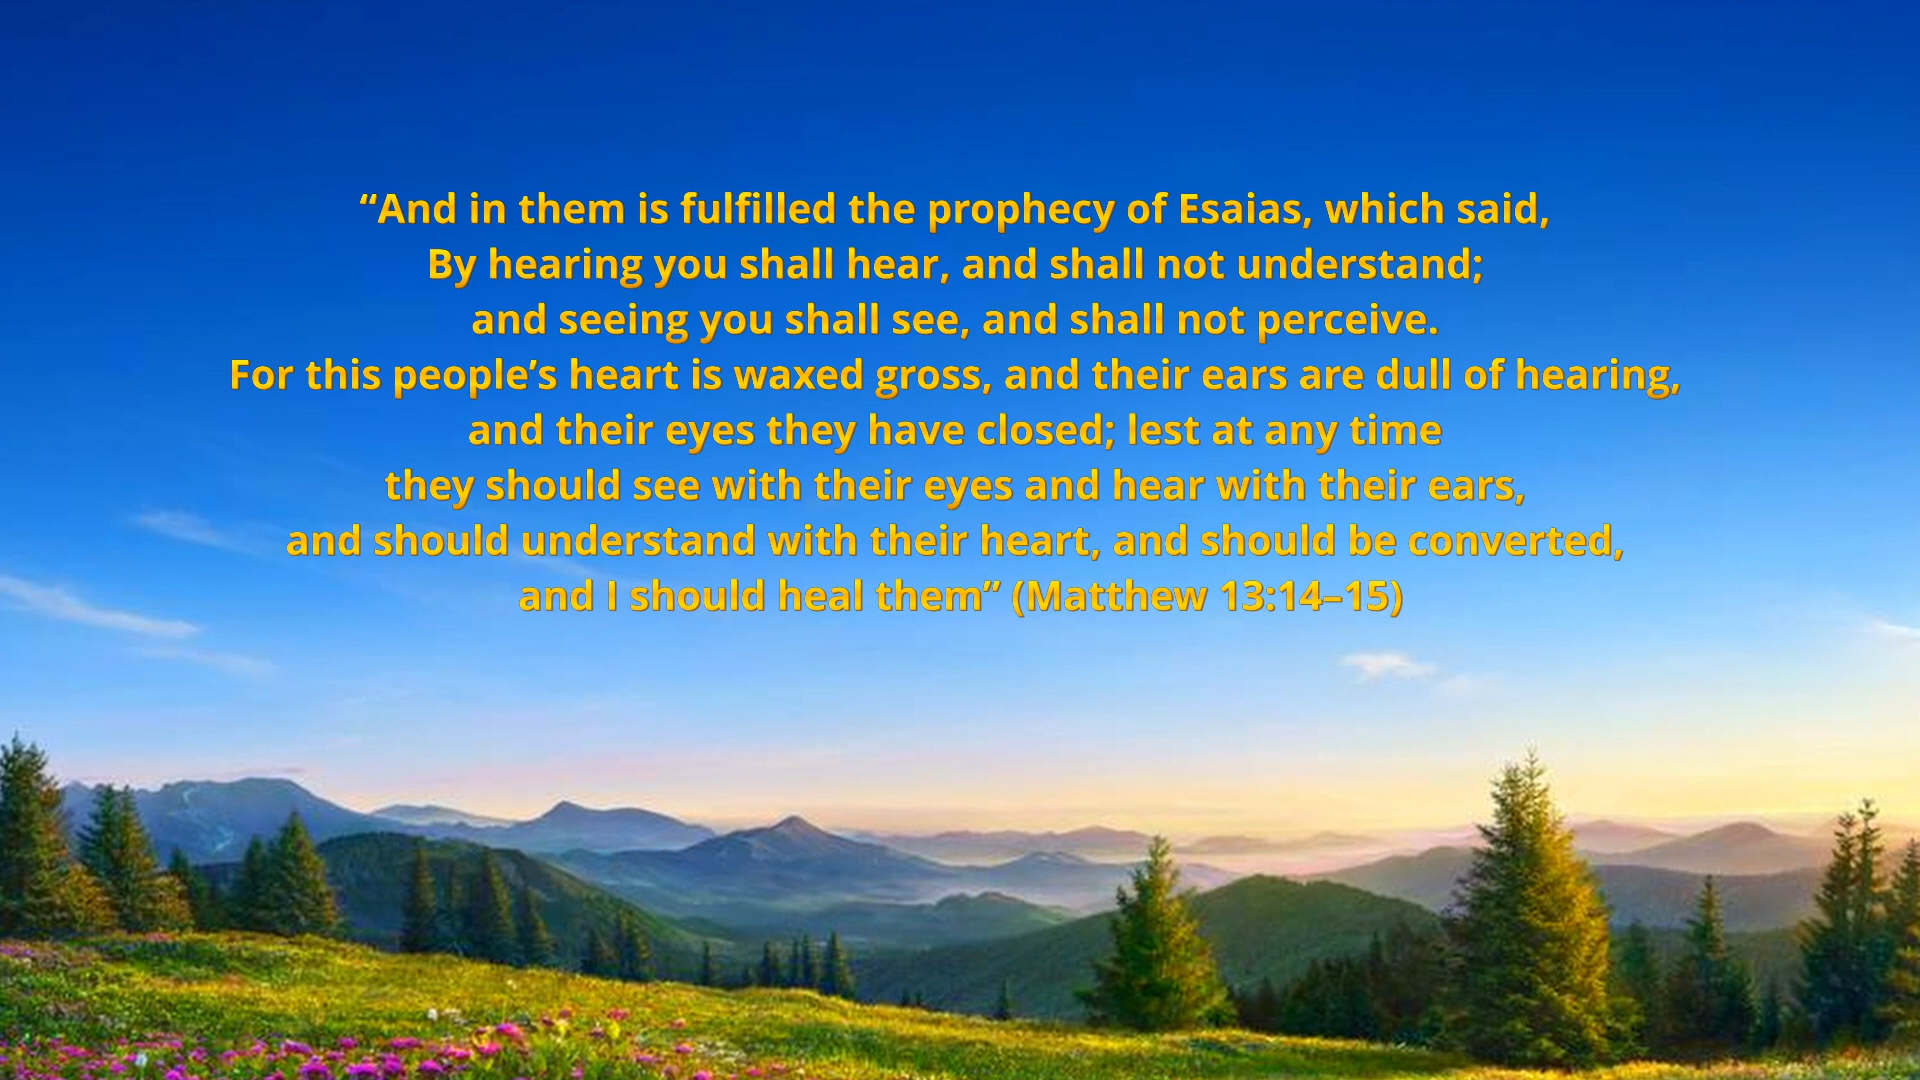 “And in them is fulfilled the prophecy of Esaias, which said,
By hearing you shall hear, and shall not understand;
and seeing you shall see, and shall not perceive.
For this people’s heart is waxed gross, and their ears are dull of hearing,
and their eyes they have closed; lest at any time
they should see with their eyes and hear with their ears,
and should understand with their heart, and should be converted,
and I should heal them” (Matthew 13:14–15)